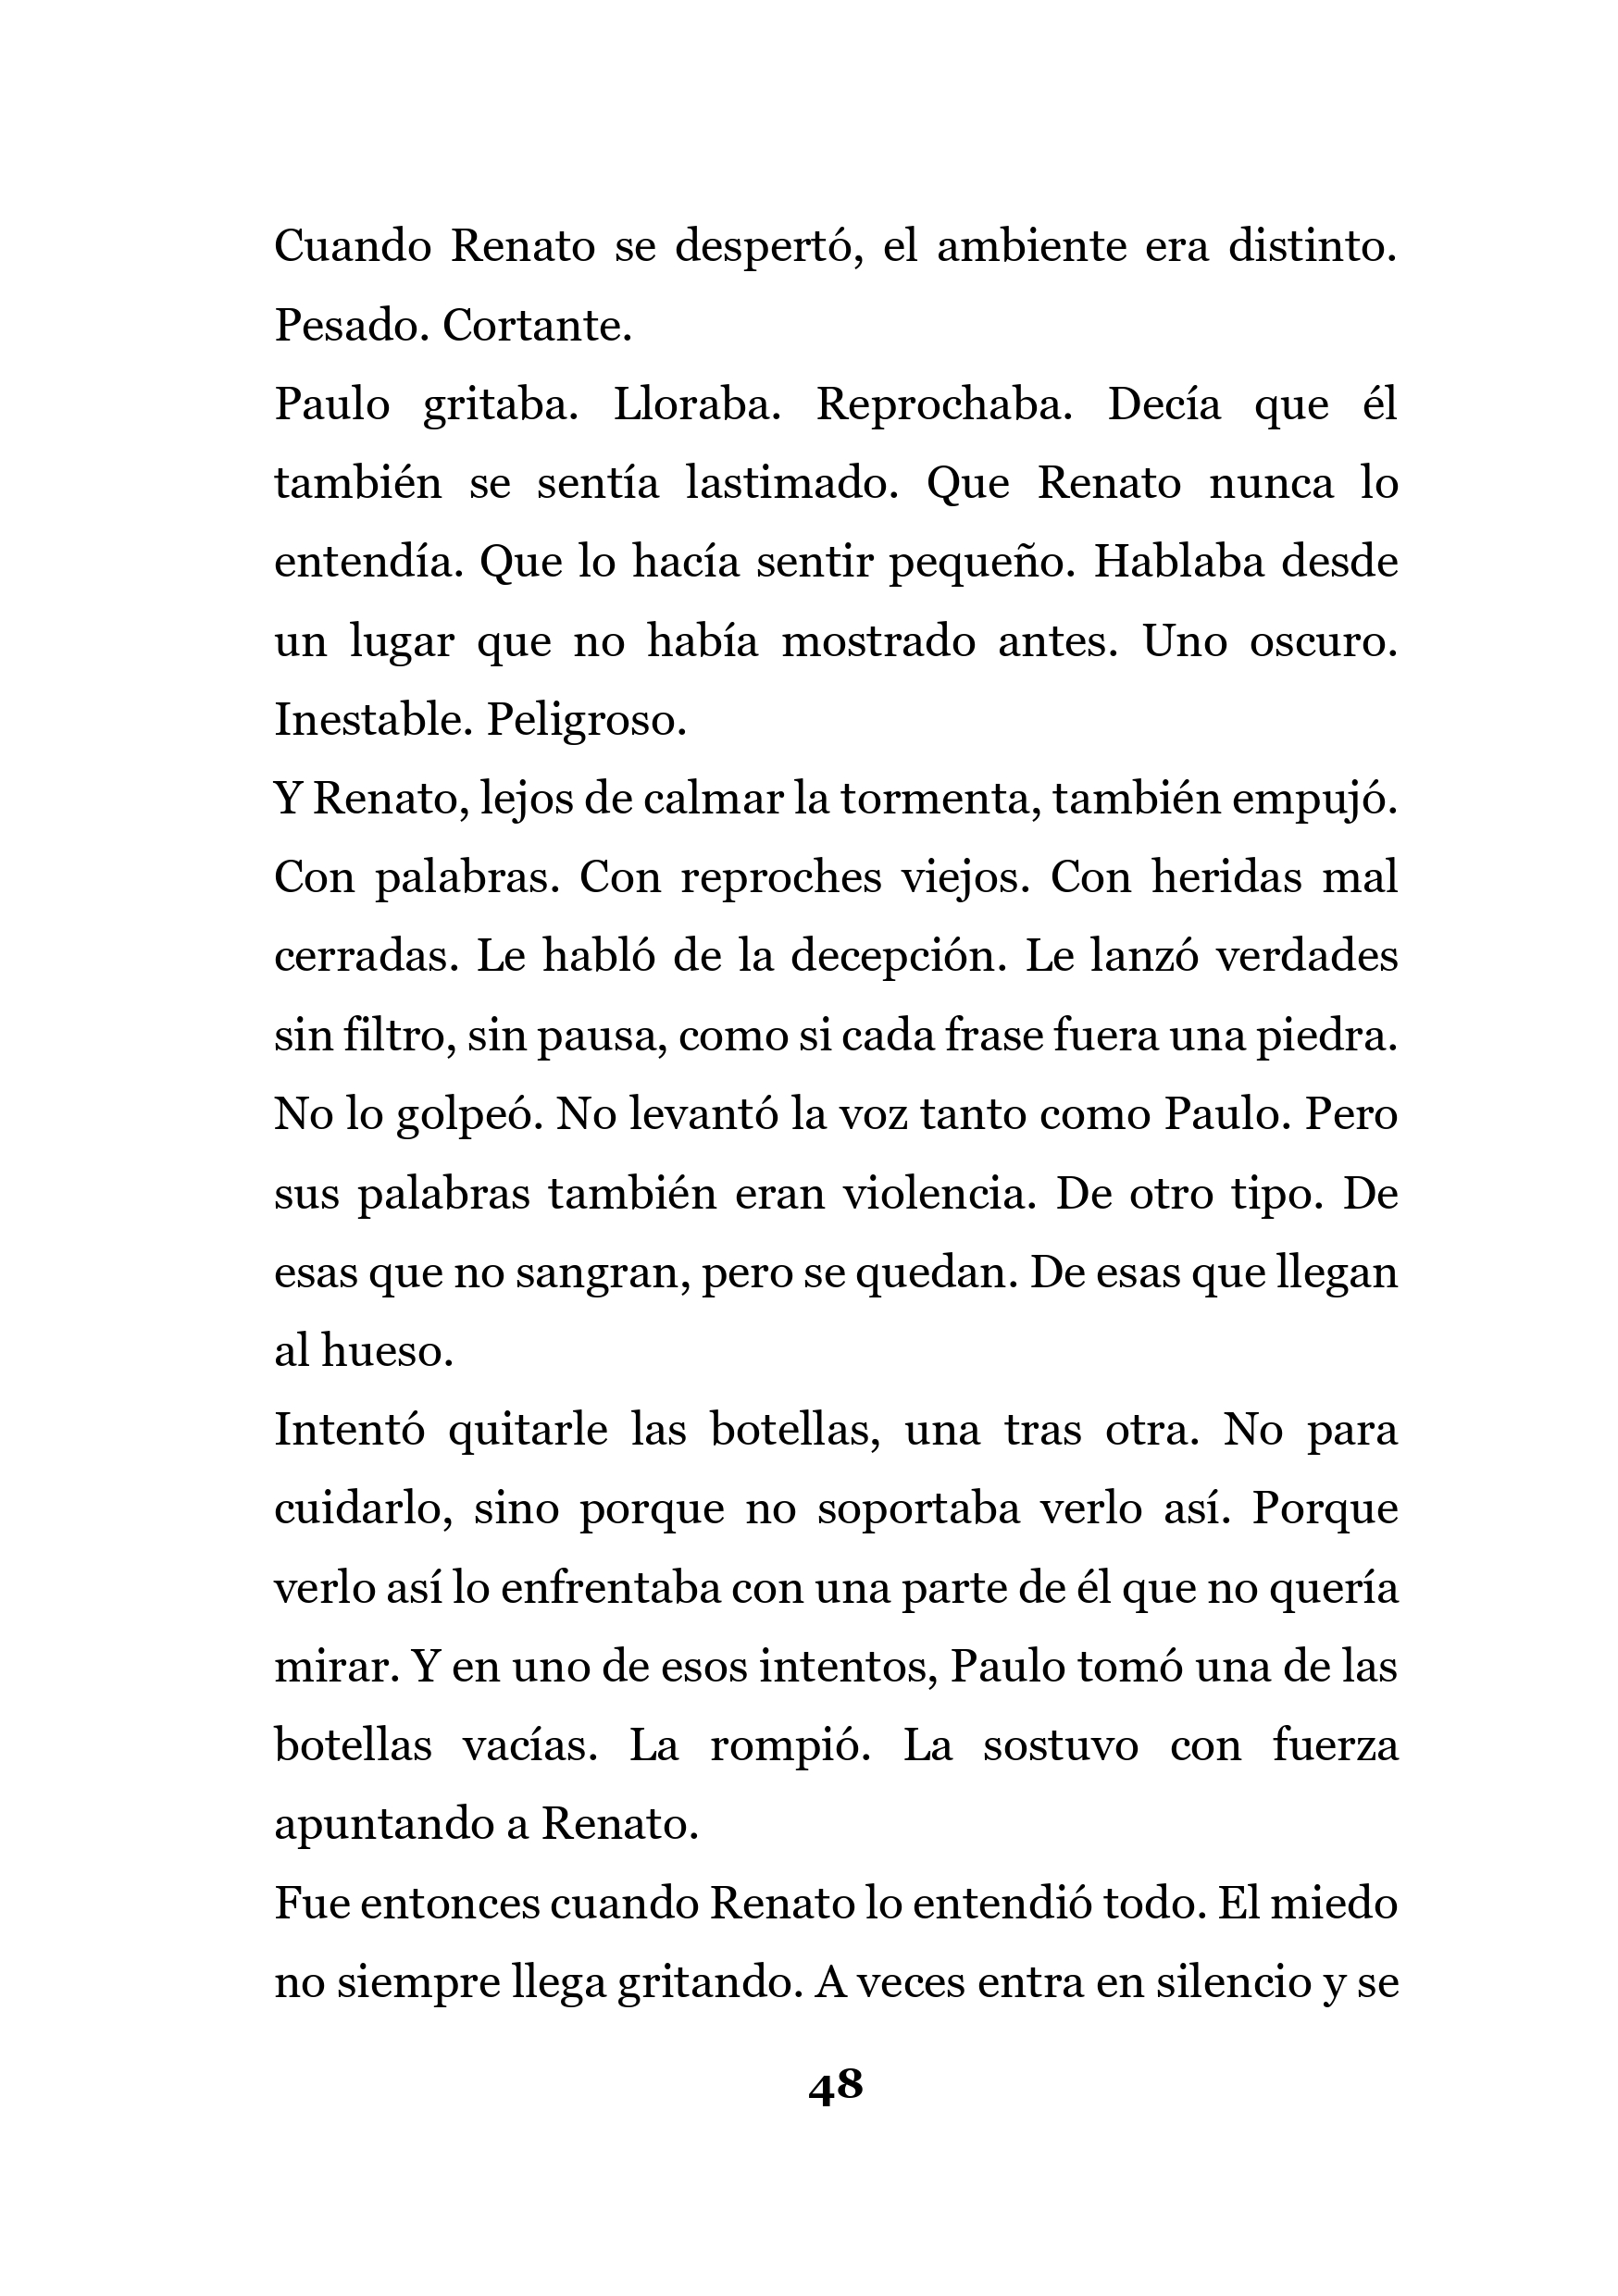 Cuando Renato se despertó, el ambiente era distinto.
Pesado. Cortante.
Paulo gritaba. Lloraba. Reprochaba. Decía que él
también se sentía lastimado. Que Renato nunca lo
entendía. Que lo hacía sentir pequeño. Hablaba desde
un lugar que no había mostrado antes. Uno oscuro.
Inestable. Peligroso.
Y Renato, lejos de calmar la tormenta, también empujó.
Con palabras. Con reproches viejos. Con heridas mal
cerradas. Le habló de la decepción. Le lanzó verdades
sin filtro, sin pausa, como si cada frase fuera una piedra.
No lo golpeó. No levantó la voz tanto como Paulo. Pero
sus palabras también eran violencia. De otro tipo. De
esas que no sangran, pero se quedan. De esas que llegan
al hueso.
Intentó quitarle las botellas, una tras otra. No para
cuidarlo, sino porque no soportaba verlo así. Porque
verlo así lo enfrentaba con una parte de él que no quería
mirar. Y en uno de esos intentos, Paulo tomó una de las
botellas vacías. La rompió. La sostuvo con fuerza
apuntando a Renato.
Fue entonces cuando Renato lo entendió todo. El miedo
no siempre llega gritando. A veces entra en silencio y se
48